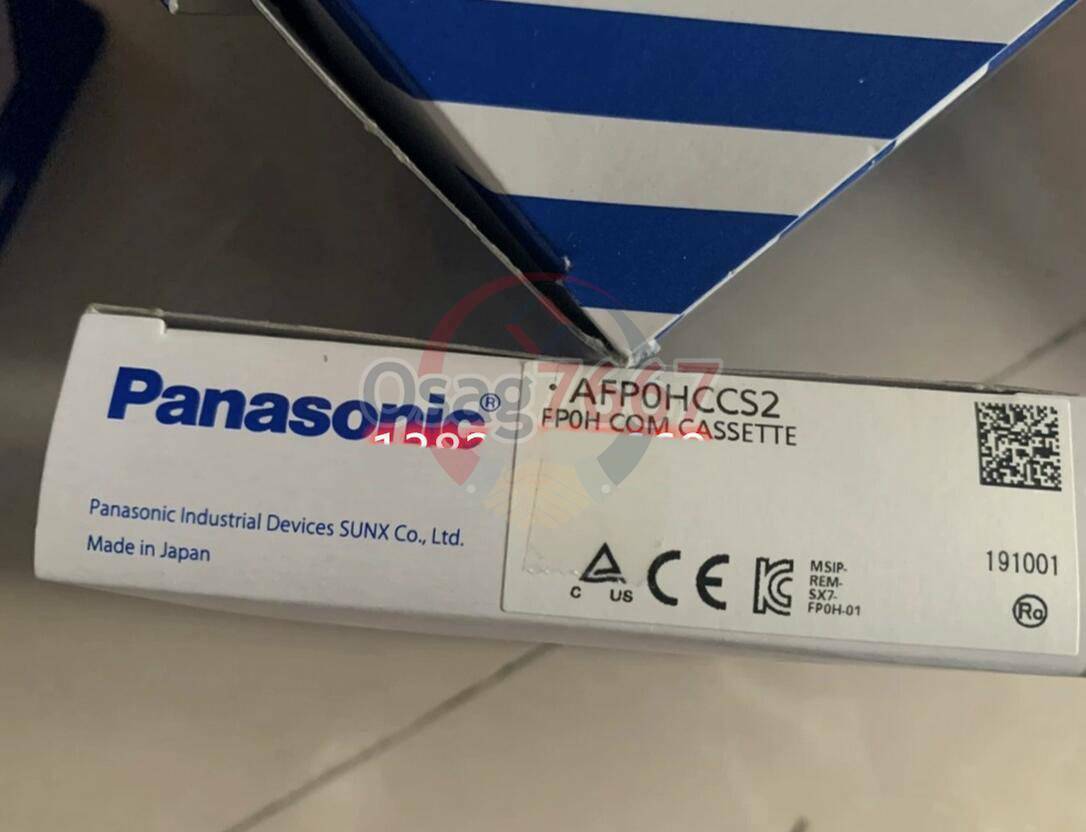 Panasonic®
Panasonic Industrial Devices SUNX Co., Ltd.
Made in Japan
• AFP0HCCS2
FP0H COM CASSETTE
C US
CE
MSIP-
REM-
SX7-
FP0H-01
191001
Osag7607